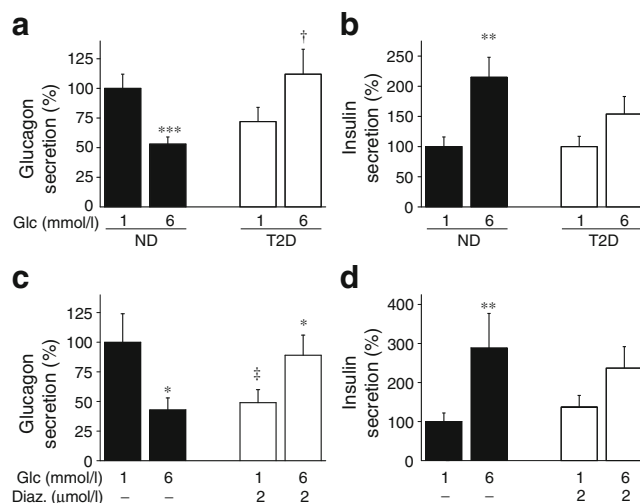 a
Glucagon
secretion (%)
125
100
75
50
25
0
***
†
Glc (mmol/l) 1 6 1 6
ND T2D
b
Insulin
secretion (%)
250
200
150
100
50
0
**
1 6 1 6
ND T2D
c
Glucagon
secretion (%)
125
100
75
50
25
0
*
‡
*
Glc (mmol/l) 1 6 1 6
Diaz. (μmol/l) – – 2 2
d
Insulin
secretion (%)
400
300
200
100
0
**
1 6 1 6
– – 2 2